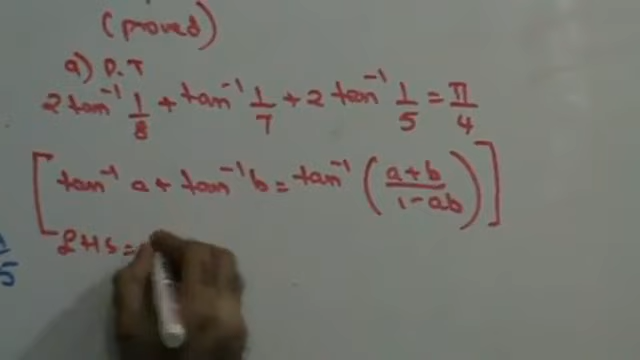 (proved)
a) P.T
2 tan⁻¹ 1/8 + tan⁻¹ 1/7 + 2 tan⁻¹ 1/5 = π/4
[tan⁻¹ a + tan⁻¹ b = tan⁻¹ (a+b/1-ab)]
LHS =
5